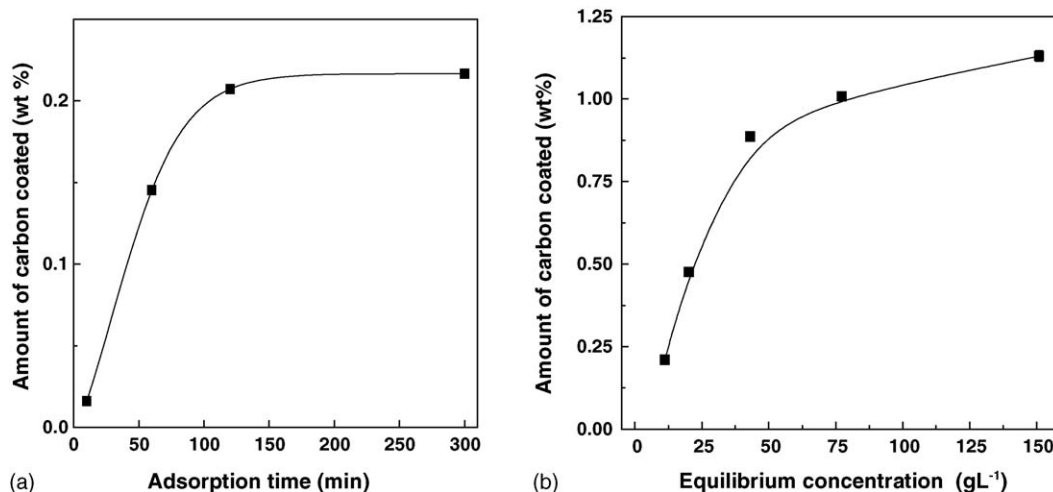 Amount of carbon coated (wt %)
0.2
0.1
0.0
0 50 100 150 200 250 300
(a) Adsorption time (min)
Amount of carbon coated (wt%)
1.25
1.00
0.75
0.50
0.25
0.00
0 25 50 75 100 125 150
(b) Equilibrium concentration (gL⁻¹)